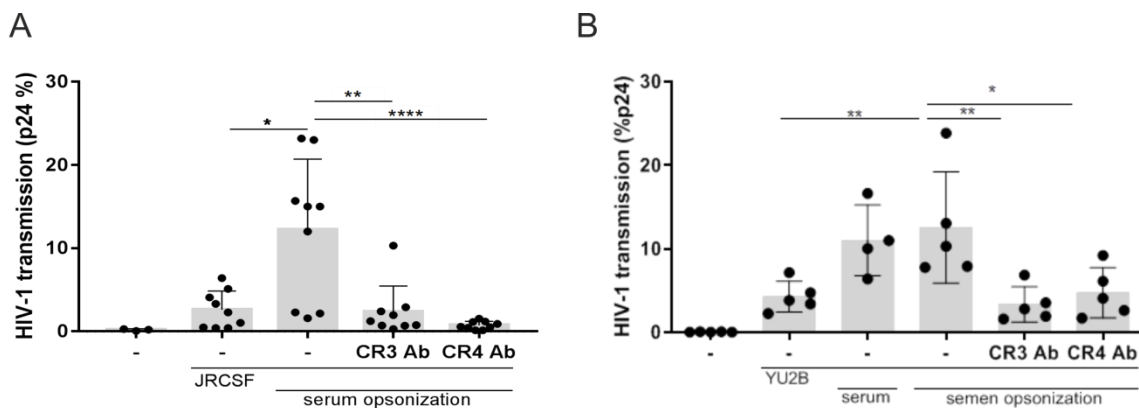 A
HIV-1 transmission (p24 %)
30
20
10
0
*
**
****
- - - CR3 Ab CR4 Ab
JRCSF
serum opsonization
B
HIV-1 transmission (%p24)
30
20
10
0
**
*
**
- - - - CR3 Ab CR4 Ab
YU2B
serum semen opsonization